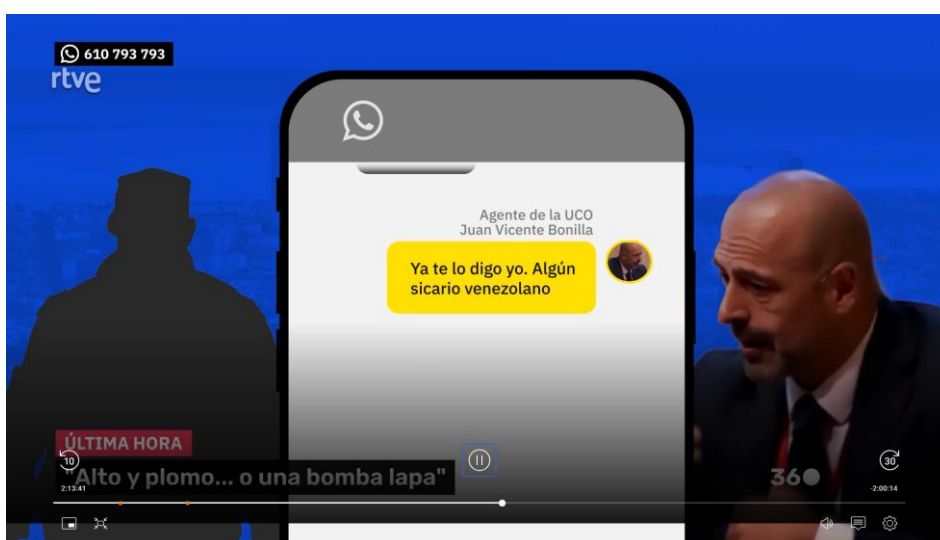 610 793 793
rtve
Agente de la UCO
Juan Vicente Bonilla
Ya te lo digo yo. Algún
sicario venezolano
ÚLTIMA HORA
"Alto y plomo... o una bomba lapa"
360
10
30
2:13:41
-2:00:14